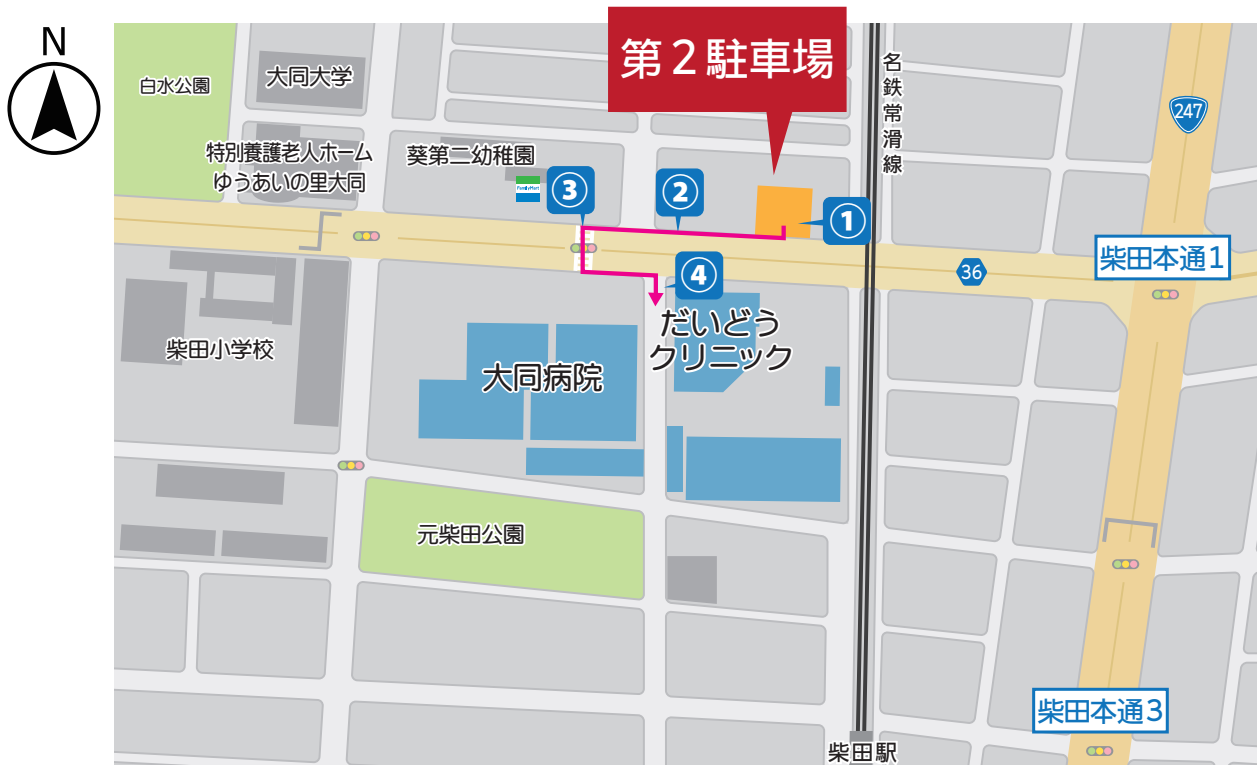 N
第2駐車場
白水公園
大同大学
名鉄常滑線
247
特別養護老人ホーム
ゆうあいの里大同
葵第二幼稚園
FamilyMart
③
②
①
④
36
柴田本通1
だいどう
クリニック
柴田小学校
大同病院
元柴田公園
柴田本通3
柴田駅